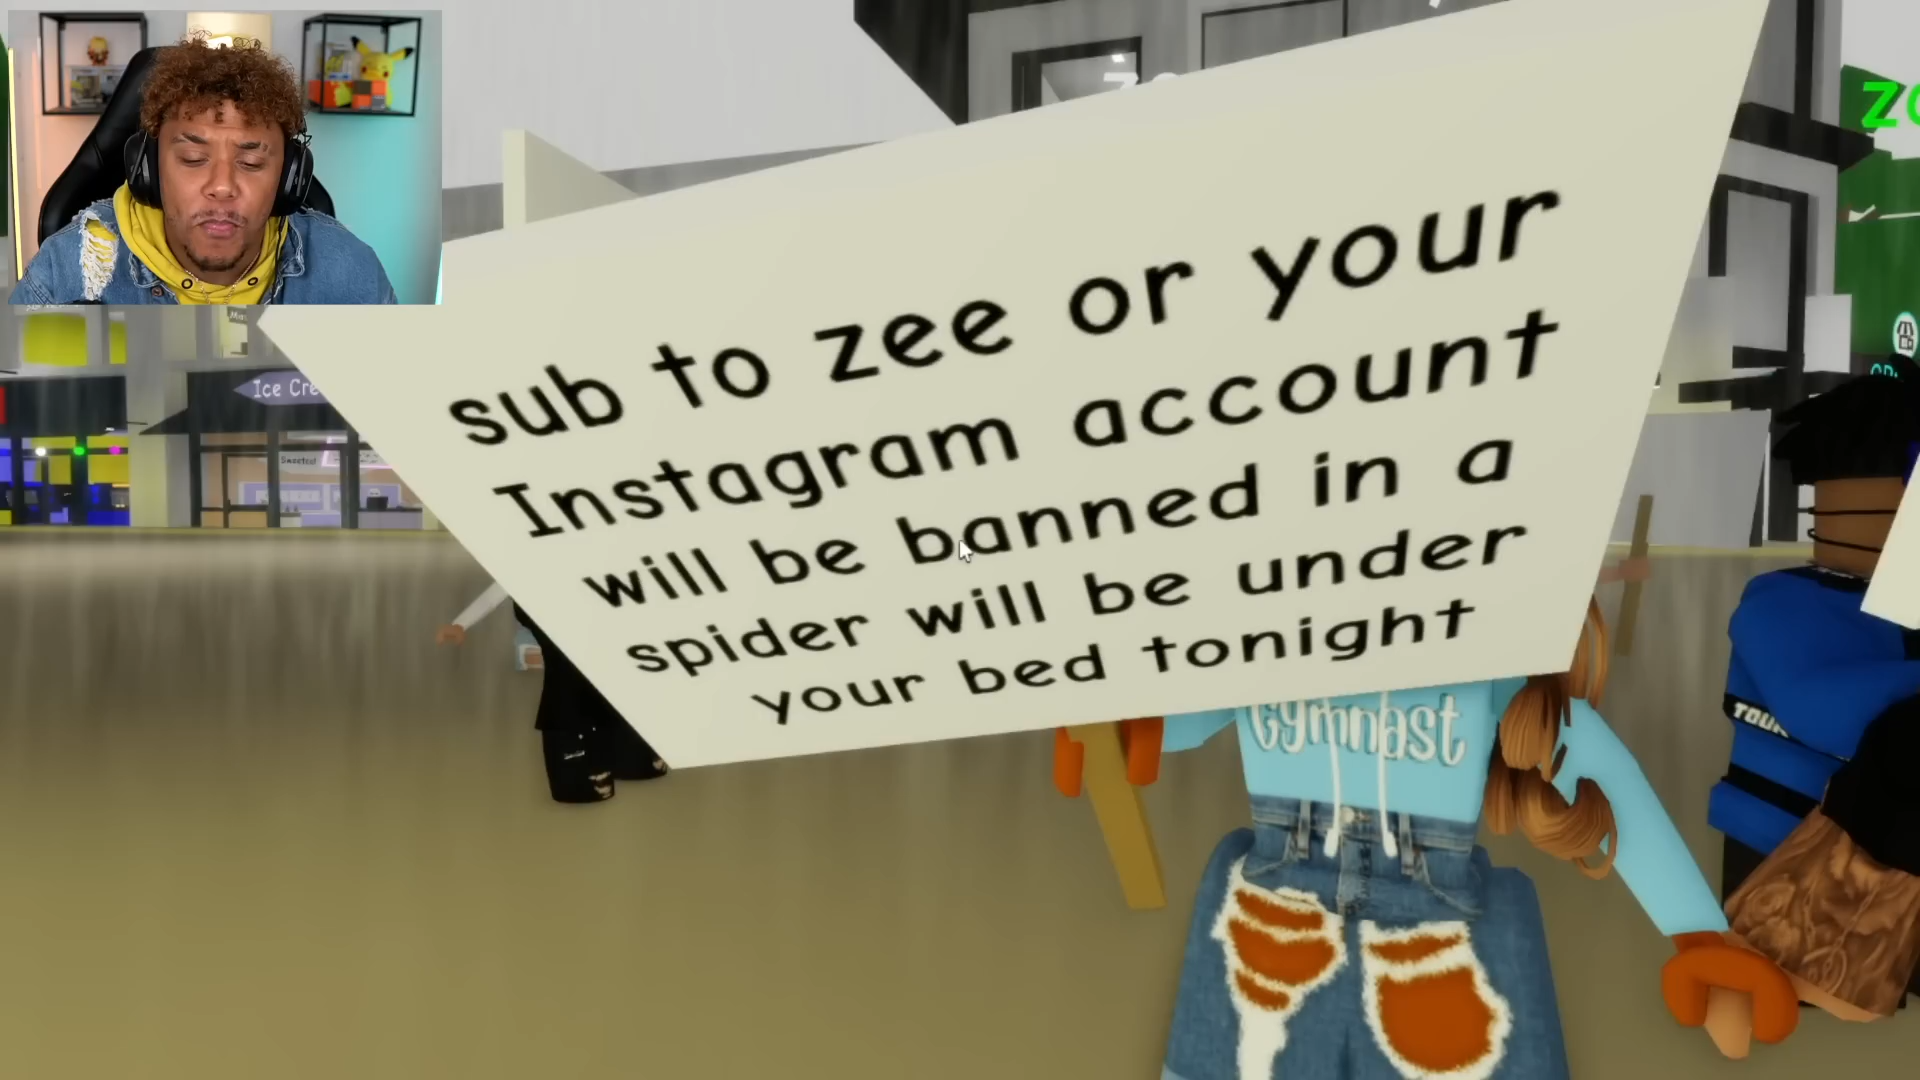 sub to zee or your
Instagram account
will be banned in a
spider will be under
your bed tonight
Gymnast
Ice Cre
Sweetsd